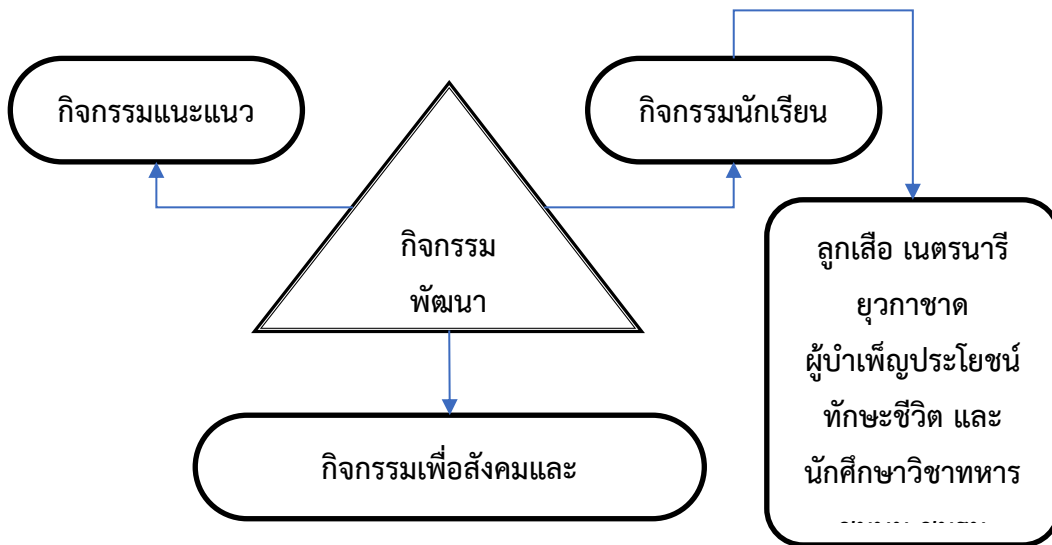 กิจกรรมแนะแนว
กิจกรรมนักเรียน
กิจกรรม
พัฒนา
ลูกเสือ เนตรนารี
ยุวกาชาด
ผู้บำเพ็ญประโยชน์
ทักษะชีวิต และ
นักศึกษาวิชาทหาร
กิจกรรมเพื่อสังคมและ